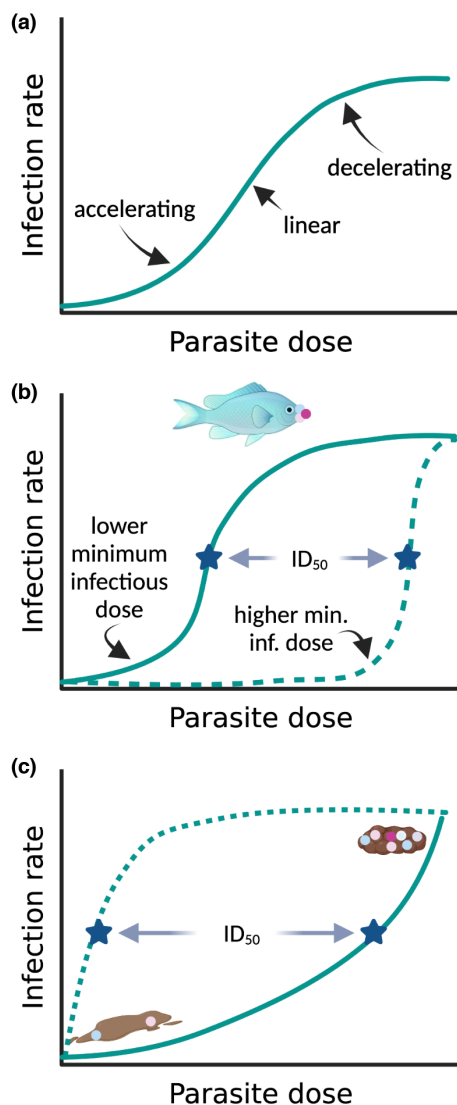 (a)
Infection rate
accelerating
linear
decelerating
Parasite dose
(b)
Infection rate
lower
minimum
infectious
dose
ID₅₀
higher min.
inf. dose
Parasite dose
(c)
Infection rate
ID₅₀
Parasite dose